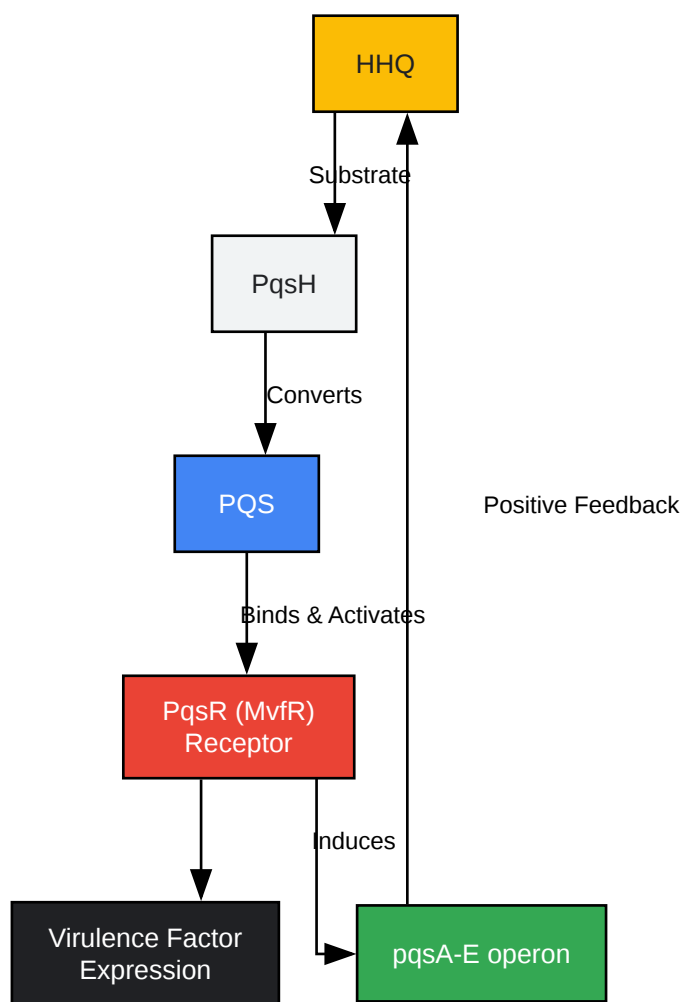 HHQ
Substrate
PqsH
Converts
PQS
Positive Feedback
Binds & Activates
PqsR (MvfR)
Receptor
Induces
Virulence Factor
Expression
pqsA-E operon